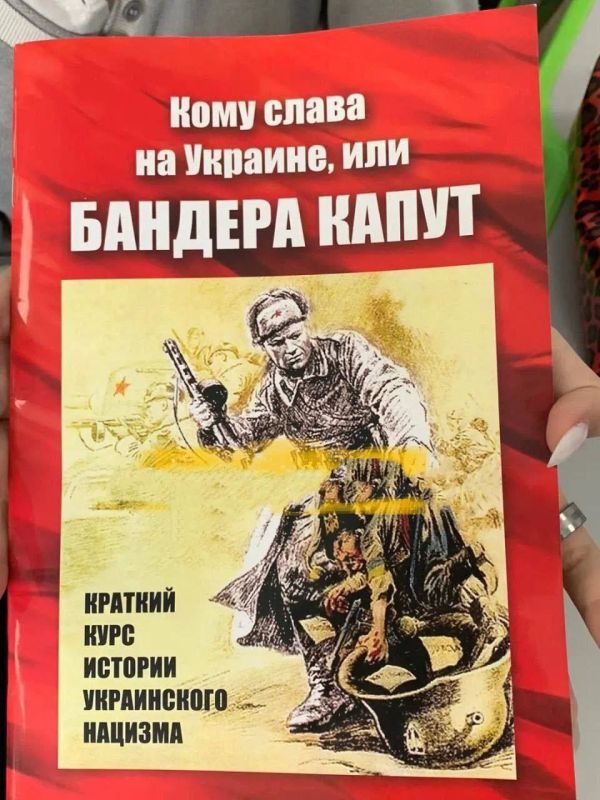 Кому слава
на Украине, или
БАНДЕРА КАПУТ
КРАТКИЙ
КУРС
ИСТОРИИ
УКРАИНСКОГО
НАЦИЗМА